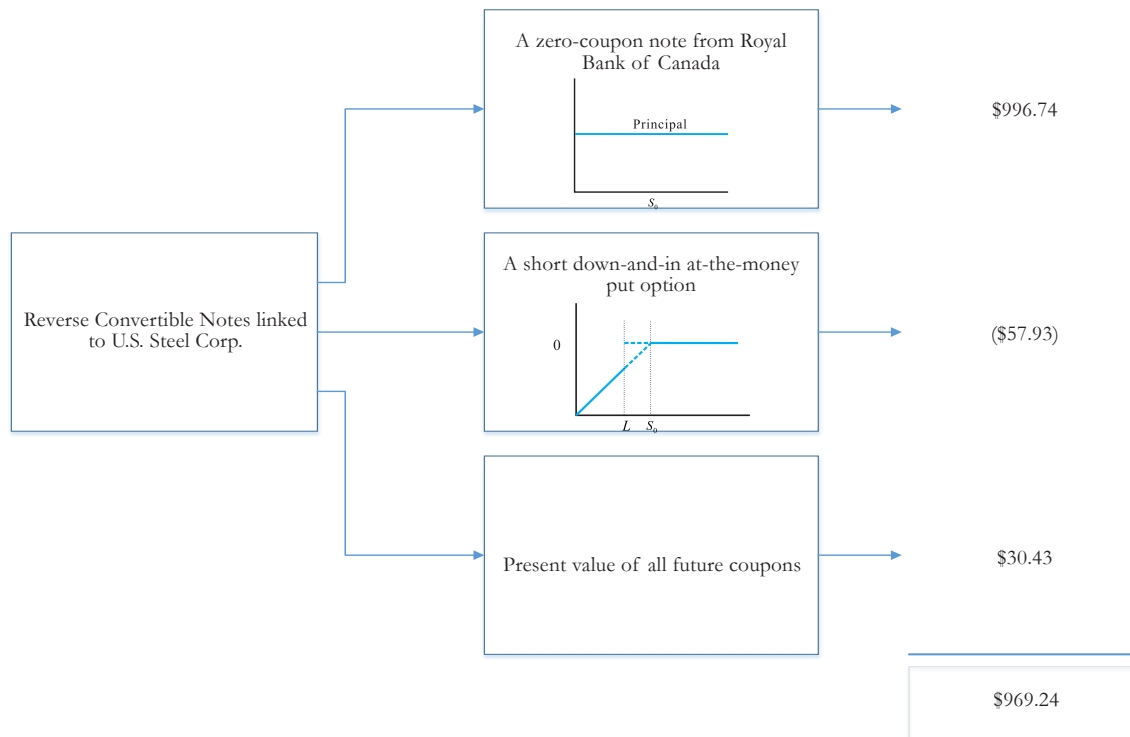 A zero-coupon note from Royal
Bank of Canada
Principal
S₀
$996.74
Reverse Convertible Notes linked
to U.S. Steel Corp.
A short down-and-in at-the-money
put option
0
L S₀
($57.93)
Present value of all future coupons
$30.43
$969.24